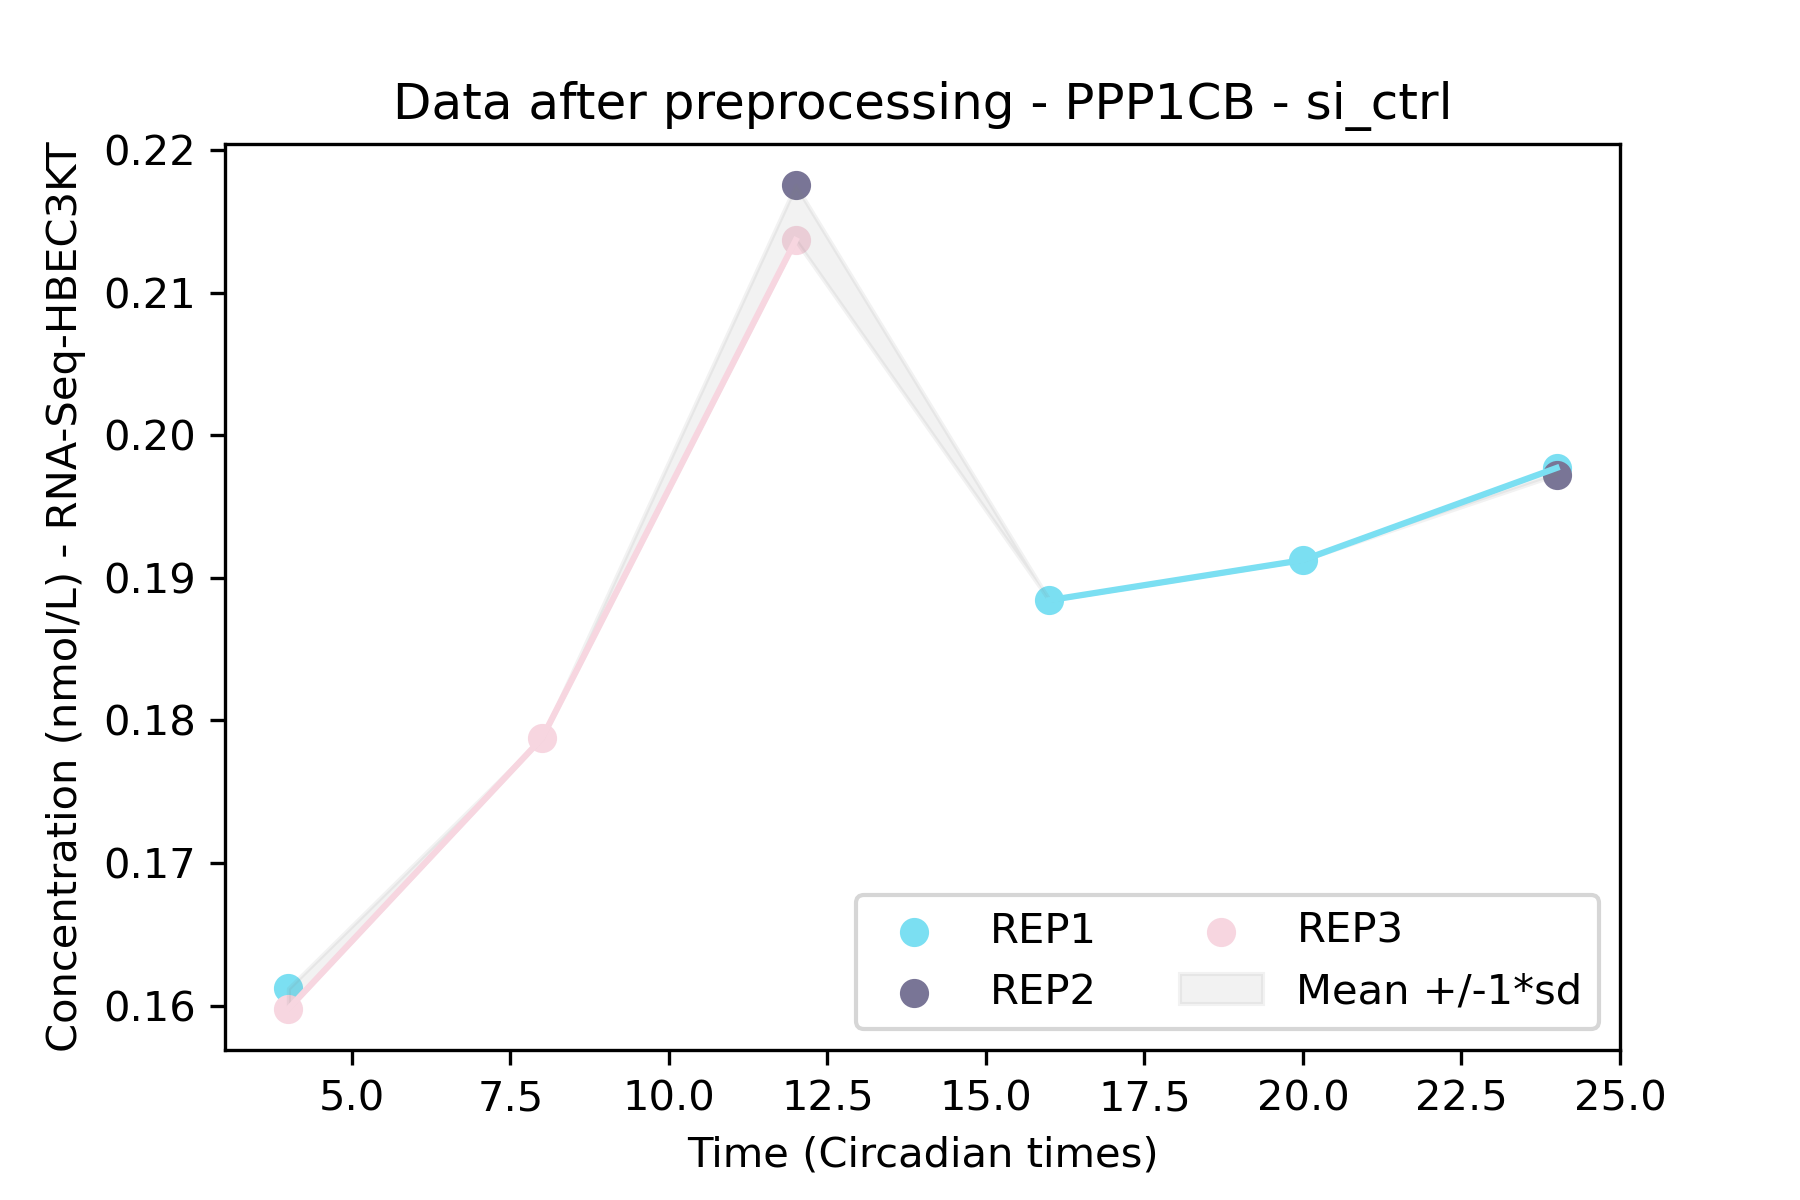 Data after preprocessing - PPP1CB - si_ctrl
Concentration (nmol/L) - RNA-Seq-HBEC3KT
0.22
0.21
0.20
0.19
0.18
0.17
0.16
REP1
REP2
REP3
Mean +/-1*sd
5.0 7.5 10.0 12.5 15.0 17.5 20.0 22.5 25.0
Time (Circadian times)